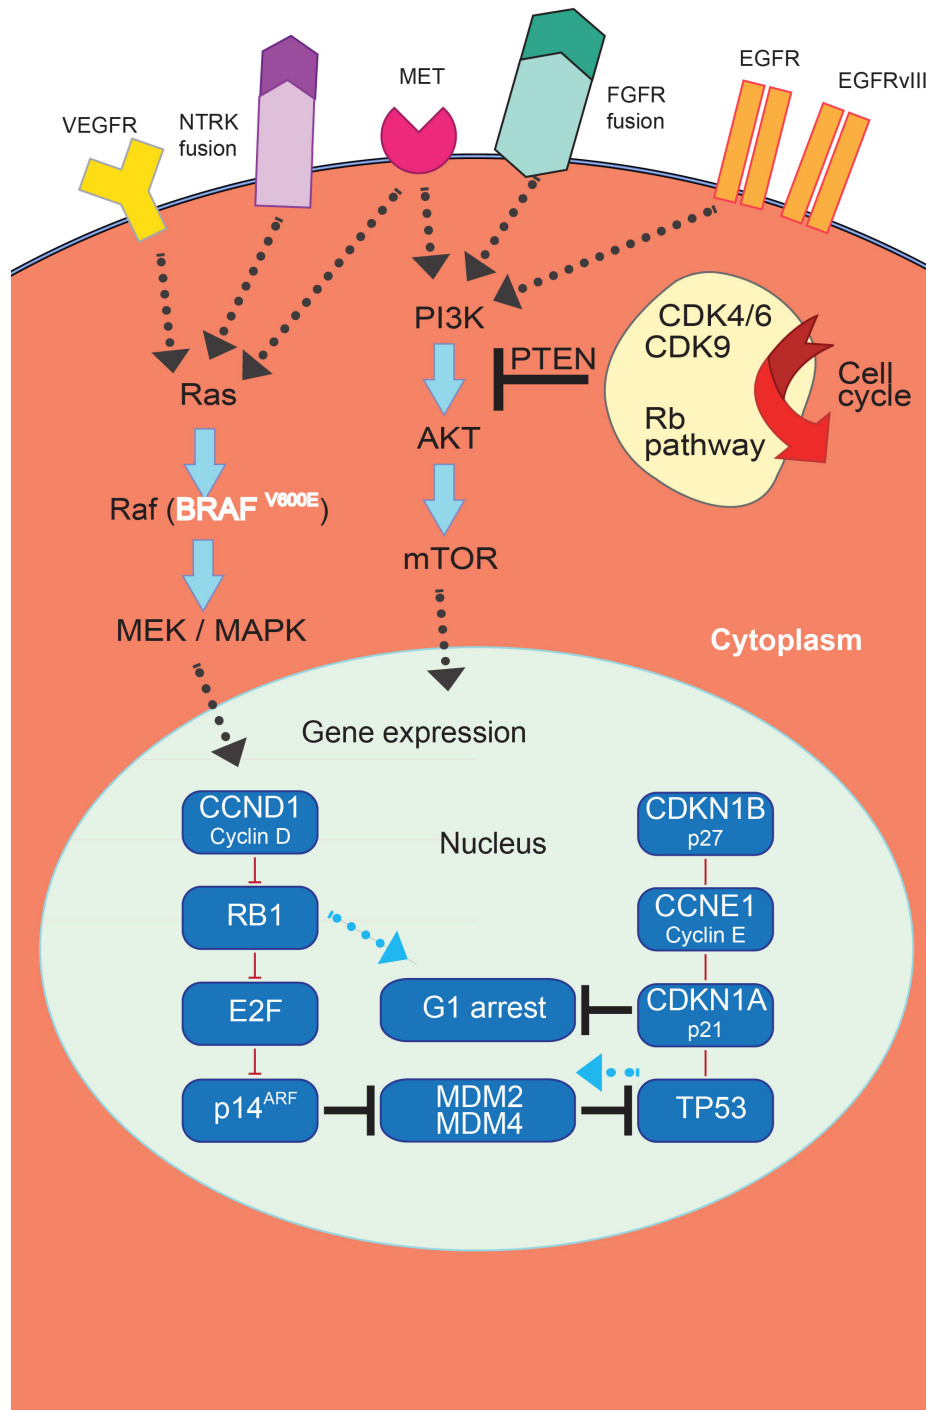 VEGFR
NTRK
fusion
MET
FGFR
fusion
EGFR
EGFRvIII
PI3K
PTEN
CDK4/6
CDK9
Rb
pathway
Cell
cycle
Ras
AKT
Raf (BRAF V600E)
mTOR
MEK / MAPK
Cytoplasm
Gene expression
Nucleus
CCND1
Cyclin D
RB1
E2F
p14ARF
G1 arrest
MDM2
MDM4
CDKN1B
p27
CCNE1
Cyclin E
CDKN1A
p21
TP53